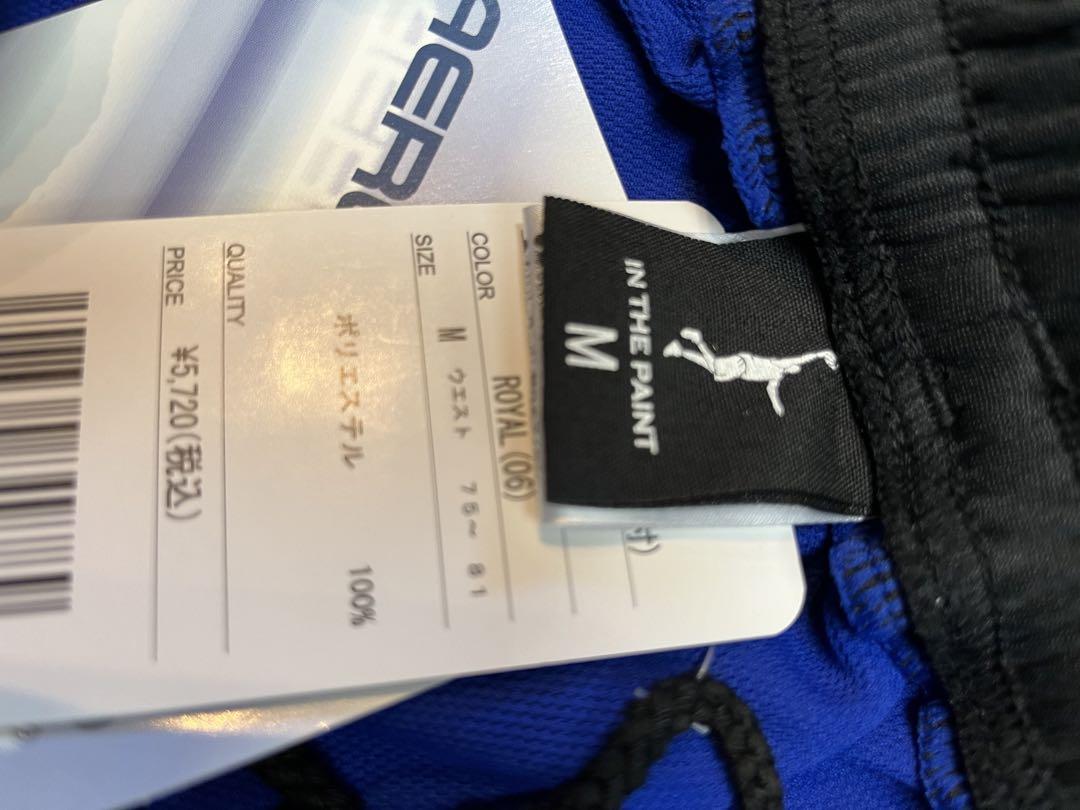 IN THE PAINT
M
COLOR
ROYAL (06)
SIZE
M ウエスト 75〜 81
QUALITY
ポリエステル 100%
PRICE
¥5,720(税込)